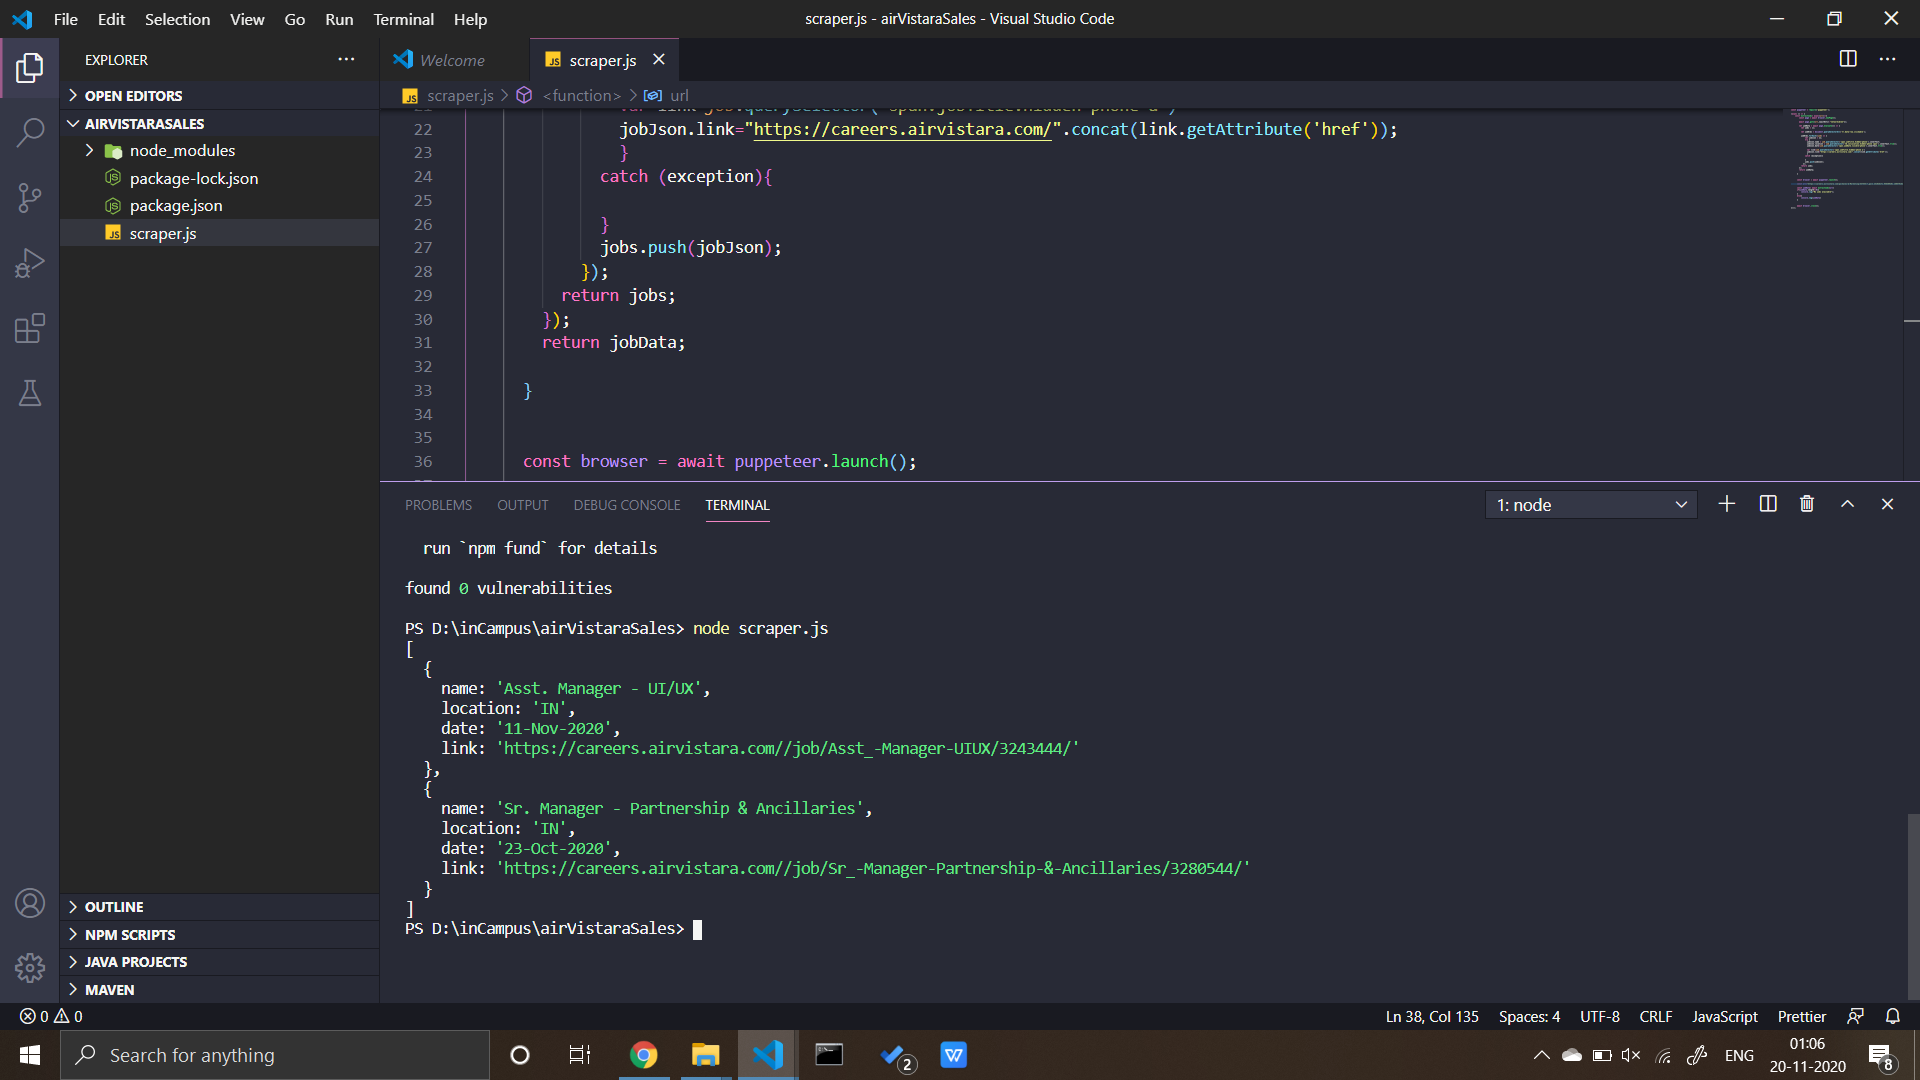 File Edit Selection View Go Run Terminal Help
scraper.js - airVistaraSales - Visual Studio Code
EXPLORER
OPEN EDITORS
AIRVISTARASALES
node_modules
package-lock.json
package.json
scraper.js
OUTLINE
NPM SCRIPTS
JAVA PROJECTS
MAVEN
Welcome
scraper.js
scraper.js > <function> > url
22 jobJson.link="https://careers.airvistara.com/".concat(link.getAttribute('href'));
23 }
24 catch (exception){
25
26 }
27 jobs.push(jobJson);
28 });
29 return jobs;
30 });
31 return jobData;
32
33 }
34
35
36 const browser = await puppeteer.launch();
PROBLEMS OUTPUT DEBUG CONSOLE TERMINAL
1: node
run `npm fund` for details
found 0 vulnerabilities
PS D:\inCampus\airVistaraSales> node scraper.js
[
{
name: 'Asst. Manager - UI/UX',
location: 'IN',
date: '11-Nov-2020',
link: 'https://careers.airvistara.com//job/Asst_-Manager-UIUX/3243444/'
},
{
name: 'Sr. Manager - Partnership & Ancillaries',
location: 'IN',
date: '23-Oct-2020',
link: 'https://careers.airvistara.com//job/Sr_-Manager-Partnership-&-Ancillaries/3280544/'
}
]
PS D:\inCampus\airVistaraSales>
0 0
Ln 38, Col 135 Spaces: 4 UTF-8 CRLF JavaScript Prettier
Search for anything
2
W
ENG
01:06
20-11-2020
8